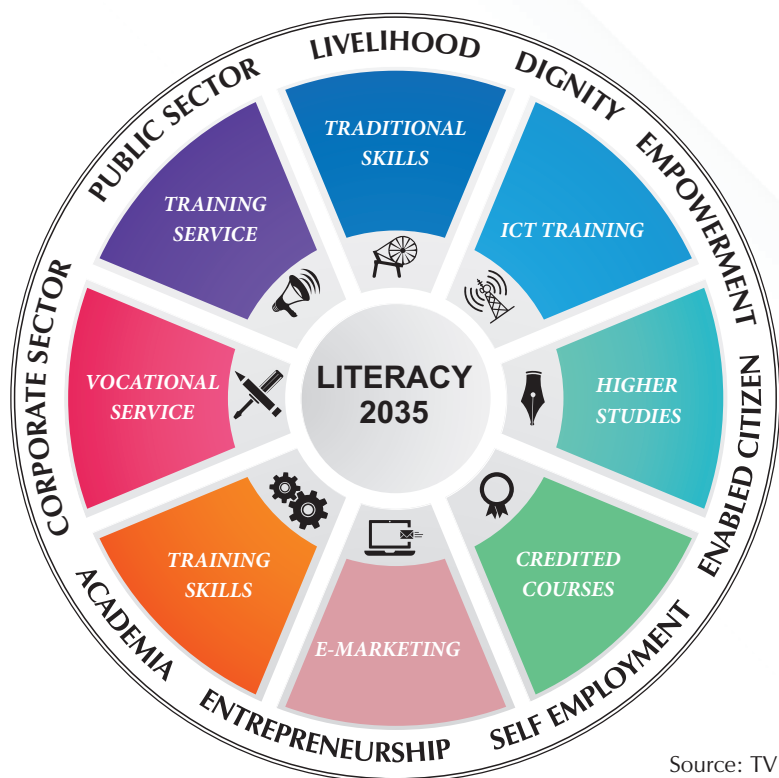 LIVELIHOOD
DIGNITY
EMPOWERMENT
ENABLED CITIZEN
SELF EMPLOYMENT
ENTREPRENEURSHIP
ACADEMIA
CORPORATE SECTOR
PUBLIC SECTOR
TRADITIONAL
SKILLS
ICT TRAINING
HIGHER
STUDIES
CREDITED
COURSES
E-MARKETING
TRAINING
SKILLS
VOCATIONAL
SERVICE
TRAINING
SERVICE
LITERACY
2035
Source: TV